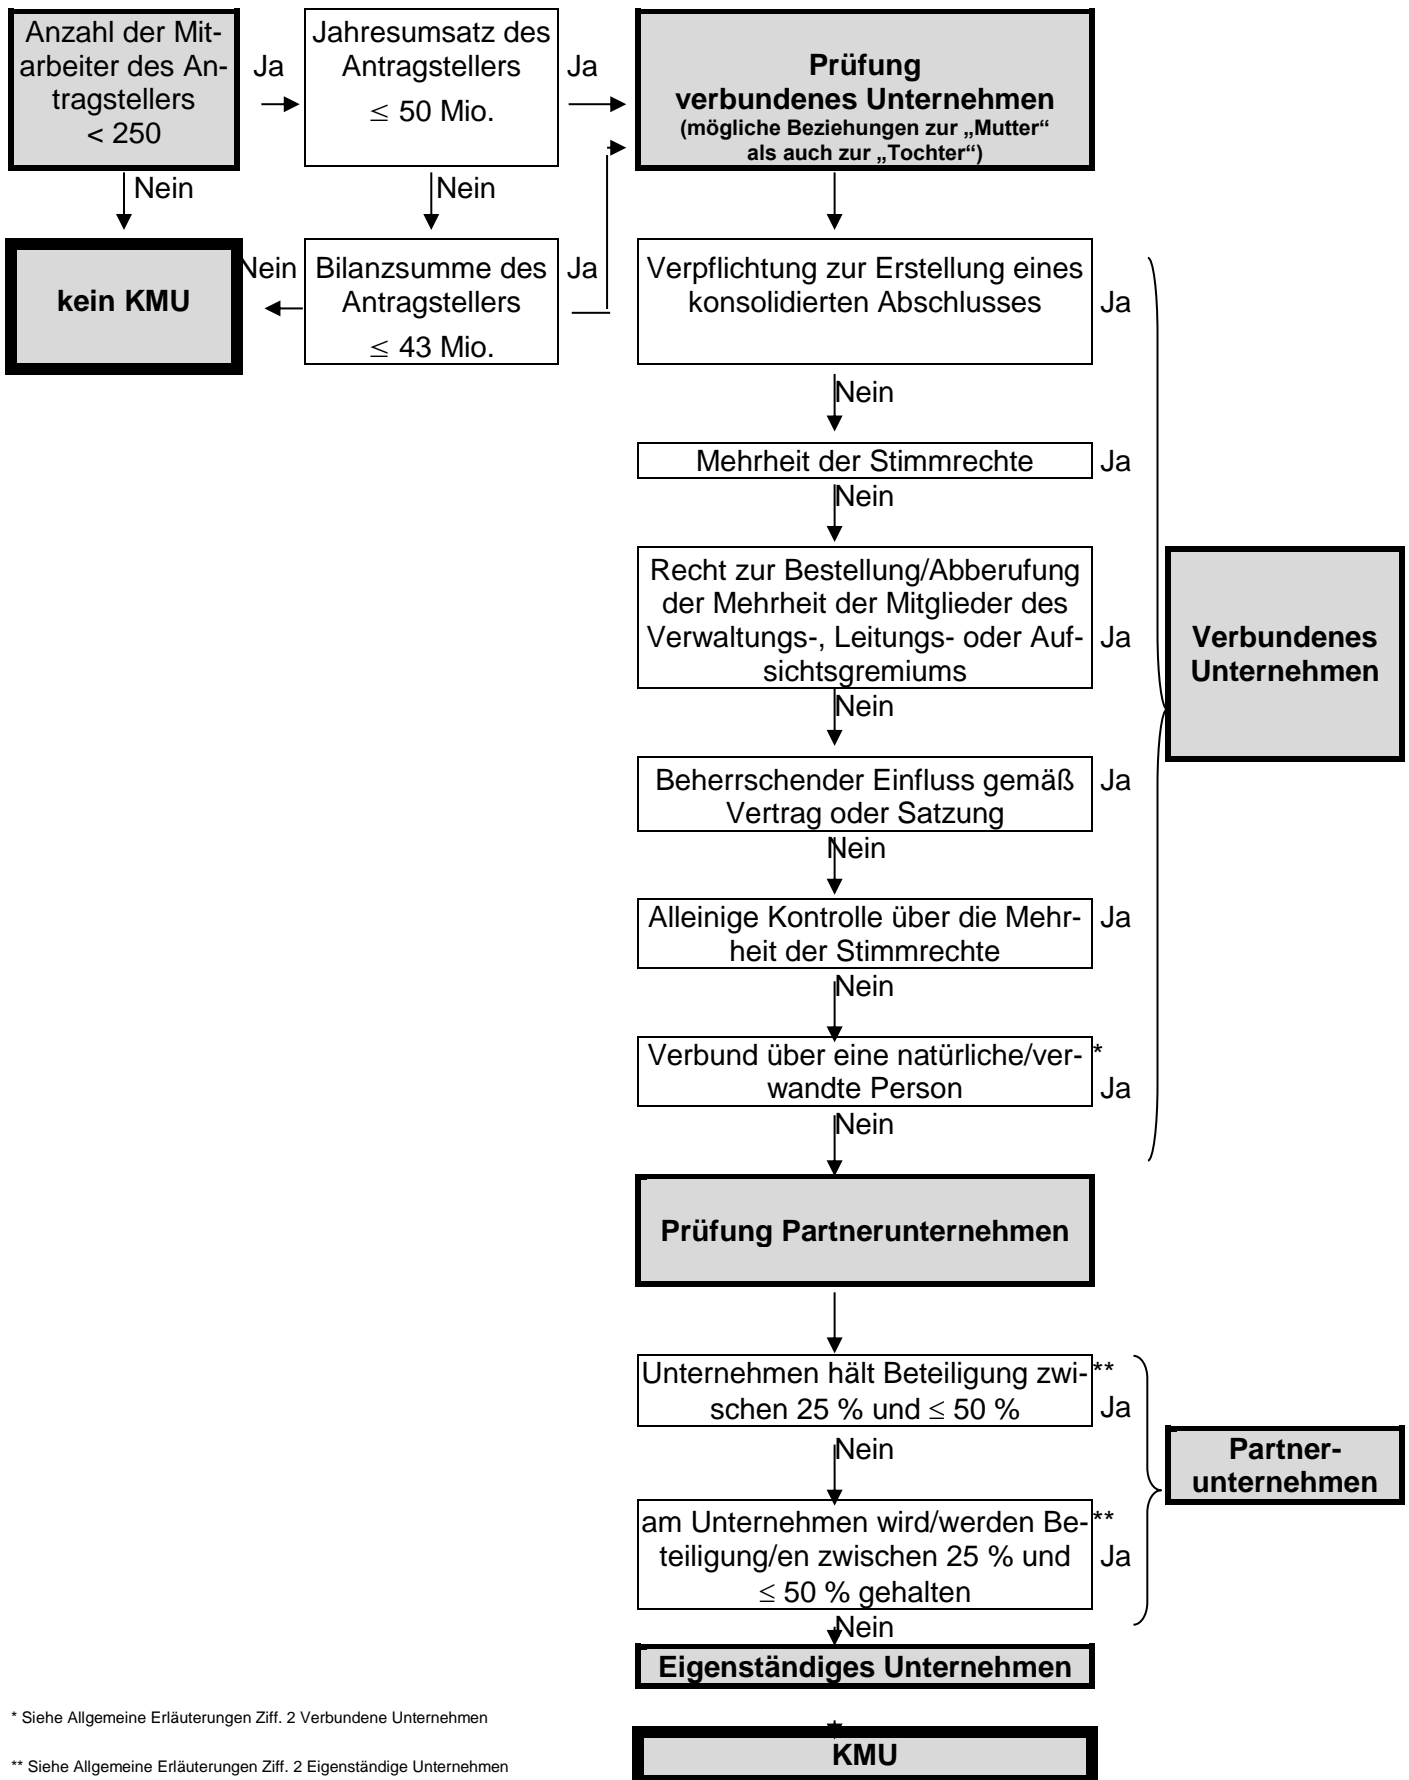 Anzahl der Mit-
arbeiter des An-
tragstellers
< 250
Ja
Jahresumsatz des
Antragstellers
≤ 50 Mio.
Ja
Prüfung
verbundenes Unternehmen
(mögliche Beziehungen zur „Mutter“
als auch zur „Tochter“)
Nein
Nein
kein KMU
Nein
Bilanzsumme des
Antragstellers
≤ 43 Mio.
Ja
Verpflichtung zur Erstellung eines
konsolidierten Abschlusses
Ja
Nein
Mehrheit der Stimmrechte
Ja
Nein
Recht zur Bestellung/Abberufung
der Mehrheit der Mitglieder des
Verwaltungs-, Leitungs- oder Auf-
sichtsgremiums
Ja
Verbundenes
Unternehmen
Nein
Beherrschender Einfluss gemäß
Vertrag oder Satzung
Ja
Nein
Alleinige Kontrolle über die Mehr-
heit der Stimmrechte
Ja
Nein
Verbund über eine natürliche/ver-
wandte Person
*
Ja
Nein
Prüfung Partnerunternehmen
Unternehmen hält Beteiligung zwi-
schen 25 % und ≤ 50 %
**
Ja
Partner-
unternehmen
Nein
am Unternehmen wird/werden Be-
teiligung/en zwischen 25 % und
≤ 50 % gehalten
**
Ja
Nein
Eigenständiges Unternehmen
* Siehe Allgemeine Erläuterungen Ziff. 2 Verbundene Unternehmen
KMU
** Siehe Allgemeine Erläuterungen Ziff. 2 Eigenständige Unternehmen